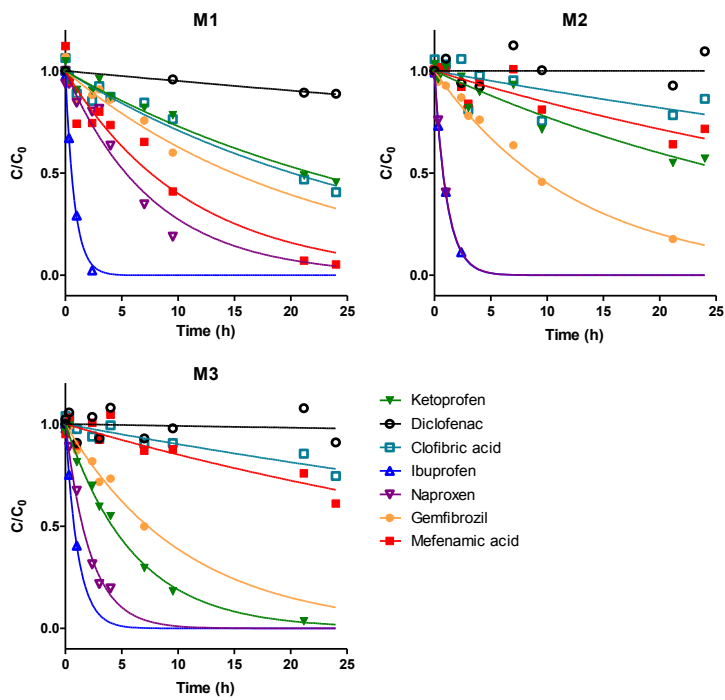 M1
M2
1.0
0.5
0.0
C/C0
0 5 10 15 20 25
Time (h)
1.0
0.5
0.0
C/C0
0 5 10 15 20 25
Time (h)
M3
1.0
0.5
0.0
C/C0
0 5 10 15 20 25
Time (h)
Ketoprofen
Diclofenac
Clofibric acid
Ibuprofen
Naproxen
Gemfibrozil
Mefenamic acid